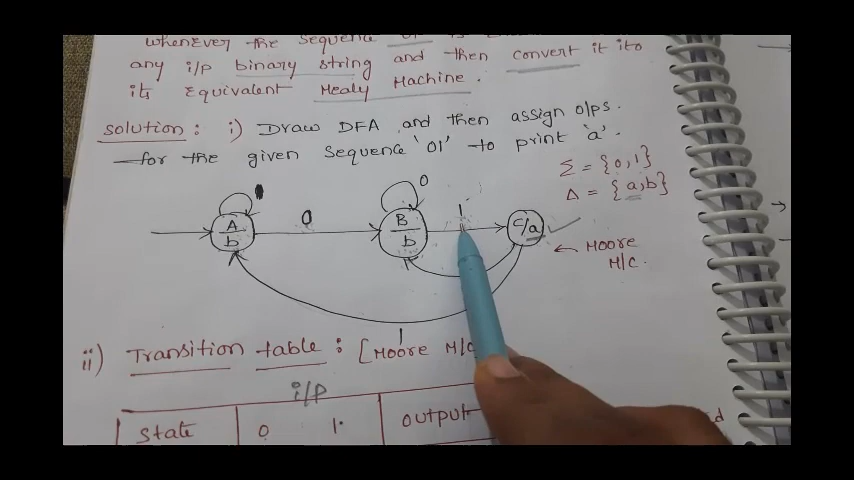 whenever the sequence 01 is
any i/p binary string and then convert it ito
its Equivalent Mealy Machine.
Solution: i) Draw DFA and then assign o/ps.
for the given Sequence '01' to print 'a'.
Σ = {0,1}
Δ = {a,b}
0
0
1
A
b
B
b
C/a
← Moore
M/C.
1
ii) Transition table: [Moore M/C
i/p
State 0 1. output